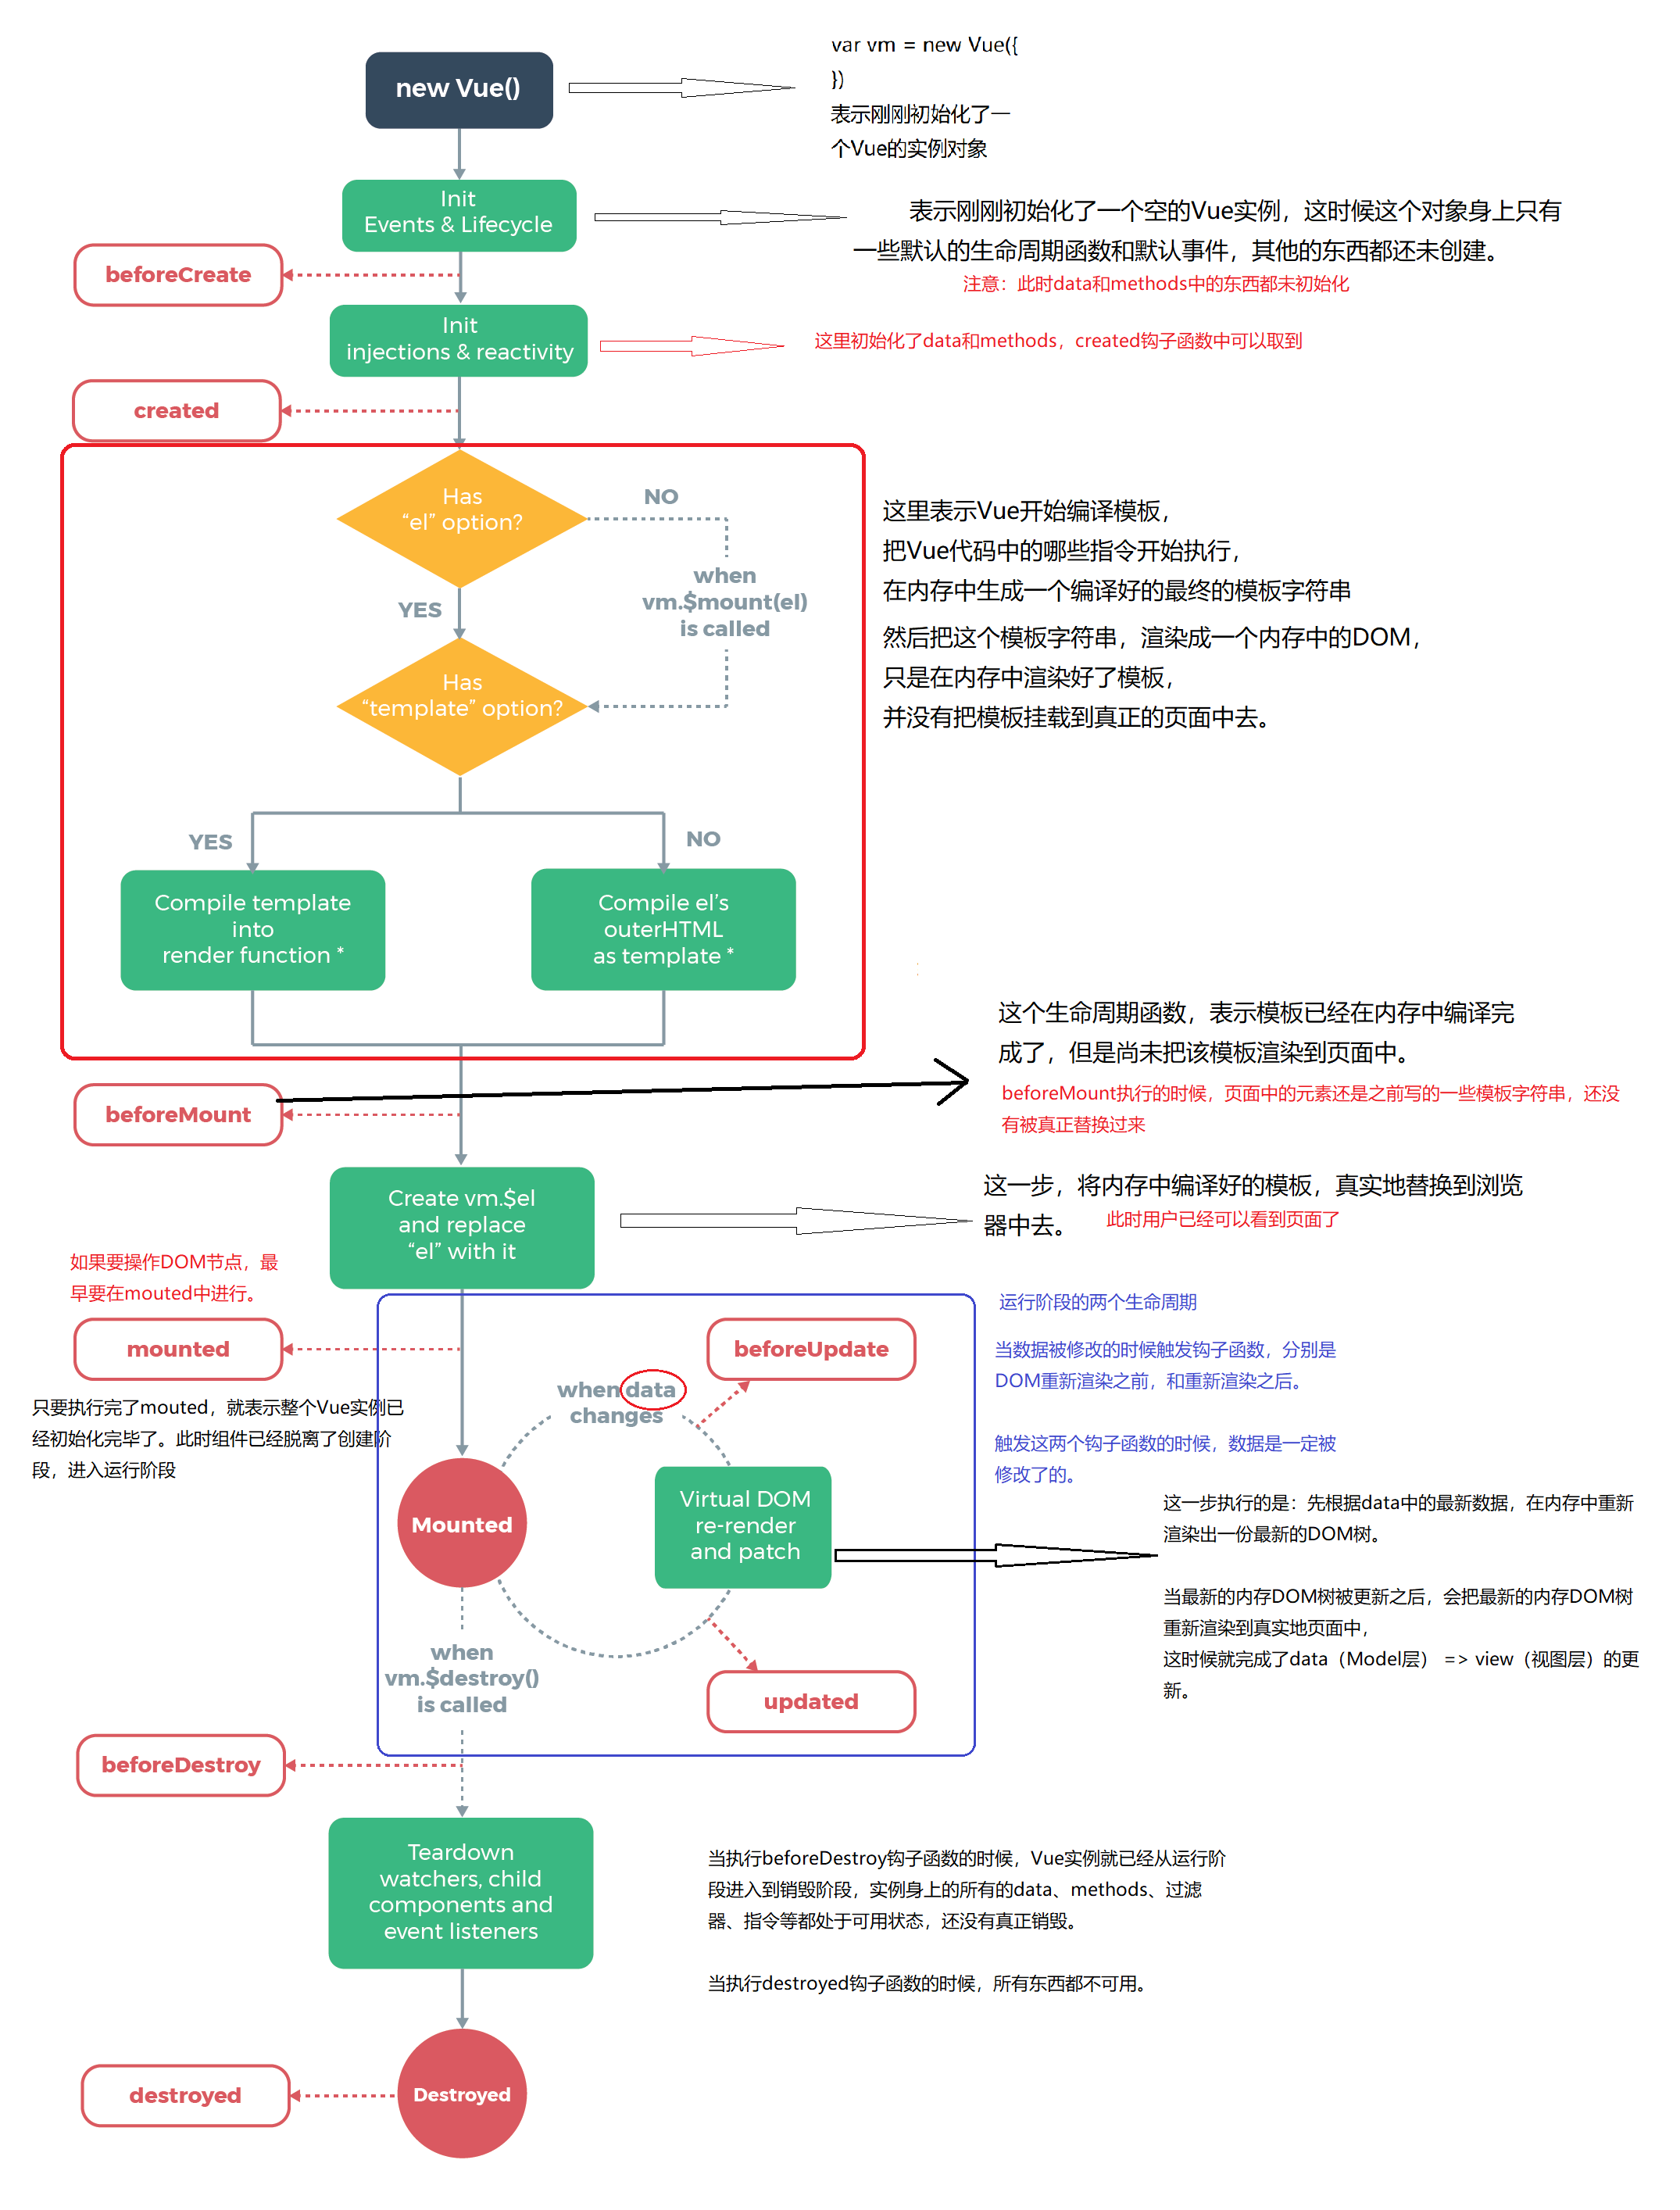 new Vue()
var vm = new Vue({
})
表示刚刚初始化了一
个Vue的实例对象
Init
Events & Lifecycle
表示刚刚初始化了一个空的Vue实例，这时候这个对象身上只有
一些默认的生命周期函数和默认事件，其他的东西都还未创建。
注意：此时data和methods中的东西都未初始化
beforeCreate
Init
injections & reactivity
这里初始化了data和methods，created钩子函数中可以取到
created
Has
“el” option?
NO
when
vm.$mount(el)
is called
YES
Has
“template” option?
这里表示Vue开始编译模板，
把Vue代码中的哪些指令开始执行，
在内存中生成一个编译好的最终的模板字符串
然后把这个模板字符串，渲染成一个内存中的DOM，
只是在内存中渲染好了模板，
并没有把模板挂载到真正的页面中去。
YES
NO
Compile template
into
render function *
Compile el’s
outerHTML
as template *
这个生命周期函数，表示模板已经在内存中编译完
成了，但是尚未把该模板渲染到页面中。
beforeMount执行的时候，页面中的元素还是之前写的一些模板字符串，还没
有被真正替换过来
beforeMount
Create vm.$el
and replace
“el” with it
这一步，将内存中编译好的模板，真实地替换到浏览
器中去。
此时用户已经可以看到页面了
如果要操作DOM节点，最
早要在mouted中进行。
mounted
只要执行完了mouted，就表示整个Vue实例已
经初始化完毕了。此时组件已经脱离了创建阶
段，进入运行阶段
beforeUpdate
when data
changes
运行阶段的两个生命周期
当数据被修改的时候触发钩子函数，分别是
DOM重新渲染之前，和重新渲染之后。
触发这两个钩子函数的时候，数据是一定被
修改了的。
Mounted
Virtual DOM
re-render
and patch
这一步执行的是：先根据data中的最新数据，在内存中重新
渲染出一份最新的DOM树。
当最新的内存DOM树被更新之后，会把最新的内存DOM树
重新渲染到真实地页面中，
这时候就完成了data（Model层） => view（视图层）的更
新。
when
vm.$destroy()
is called
updated
beforeDestroy
Teardown
watchers, child
components and
event listeners
当执行beforeDestroy钩子函数的时候，Vue实例就已经从运行阶
段进入到销毁阶段，实例身上的所有的data、methods、过滤
器、指令等都处于可用状态，还没有真正销毁。
当执行destroyed钩子函数的时候，所有东西都不可用。
destroyed
Destroyed